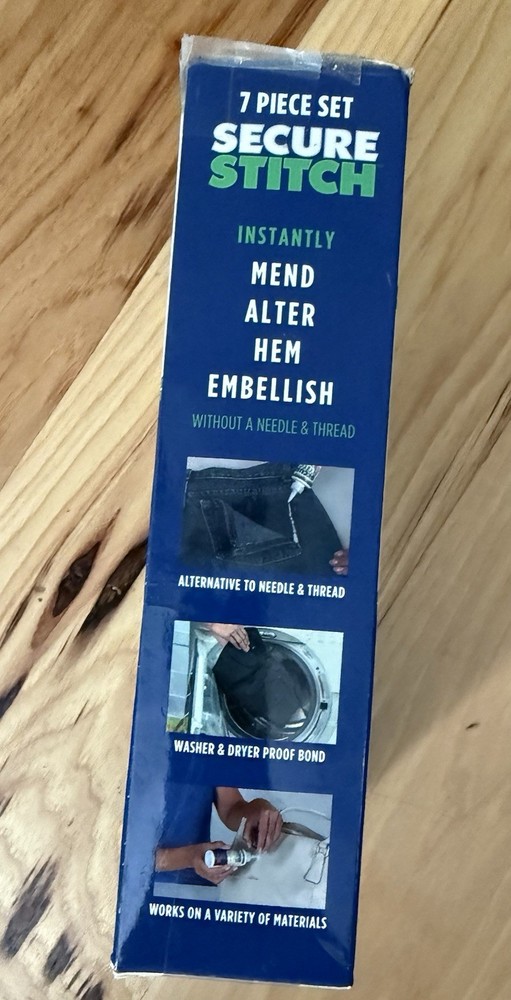 7 PIECE SET
SECURE
STITCH
INSTANTLY
MEND
ALTER
HEM
EMBELLISH
WITHOUT A NEEDLE & THREAD
ALTERNATIVE TO NEEDLE & THREAD
WASHER & DRYER PROOF BOND
WORKS ON A VARIETY OF MATERIALS